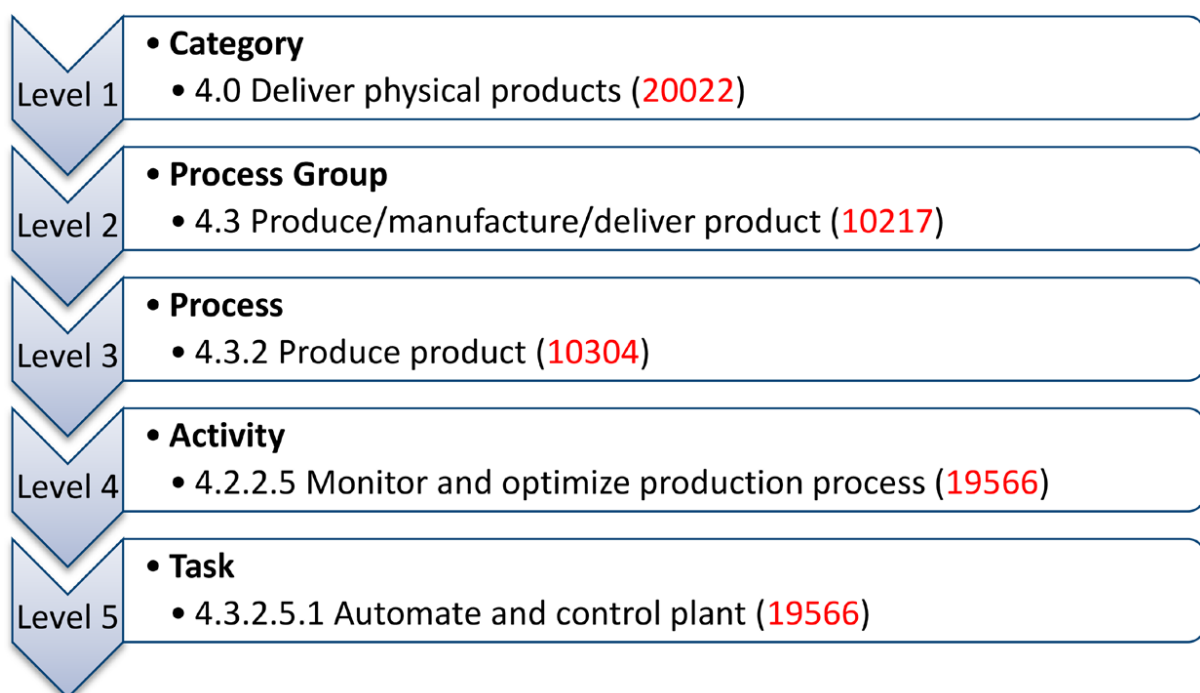 Level 1
• Category
• 4.0 Deliver physical products (20022)
Level 2
• Process Group
• 4.3 Produce/manufacture/deliver product (10217)
Level 3
• Process
• 4.3.2 Produce product (10304)
Level 4
• Activity
• 4.2.2.5 Monitor and optimize production process (19566)
Level 5
• Task
• 4.3.2.5.1 Automate and control plant (19566)